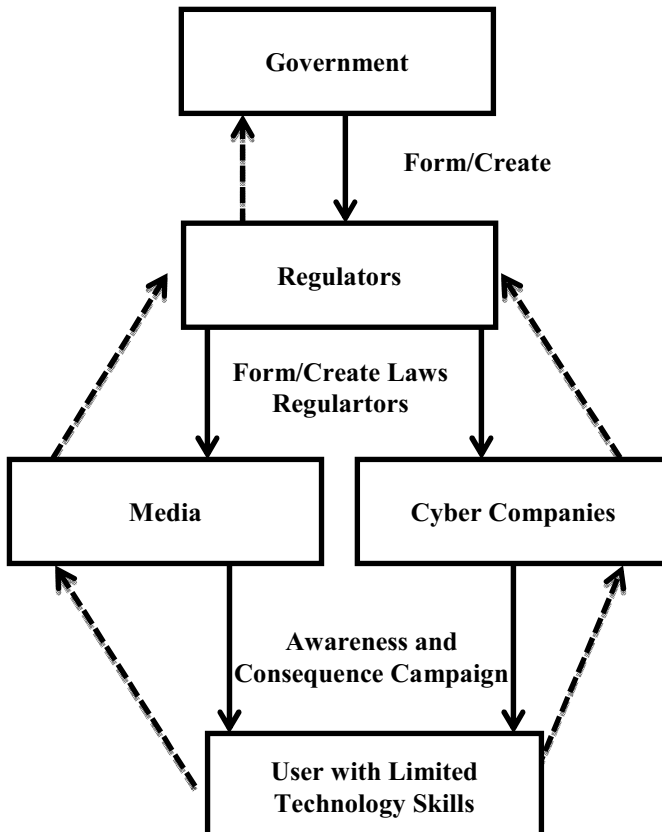 Government
Form/Create
Regulators
Form/Create Laws
Regulartors
Media
Cyber Companies
Awareness and
Consequence Campaign
User with Limited
Technology Skills